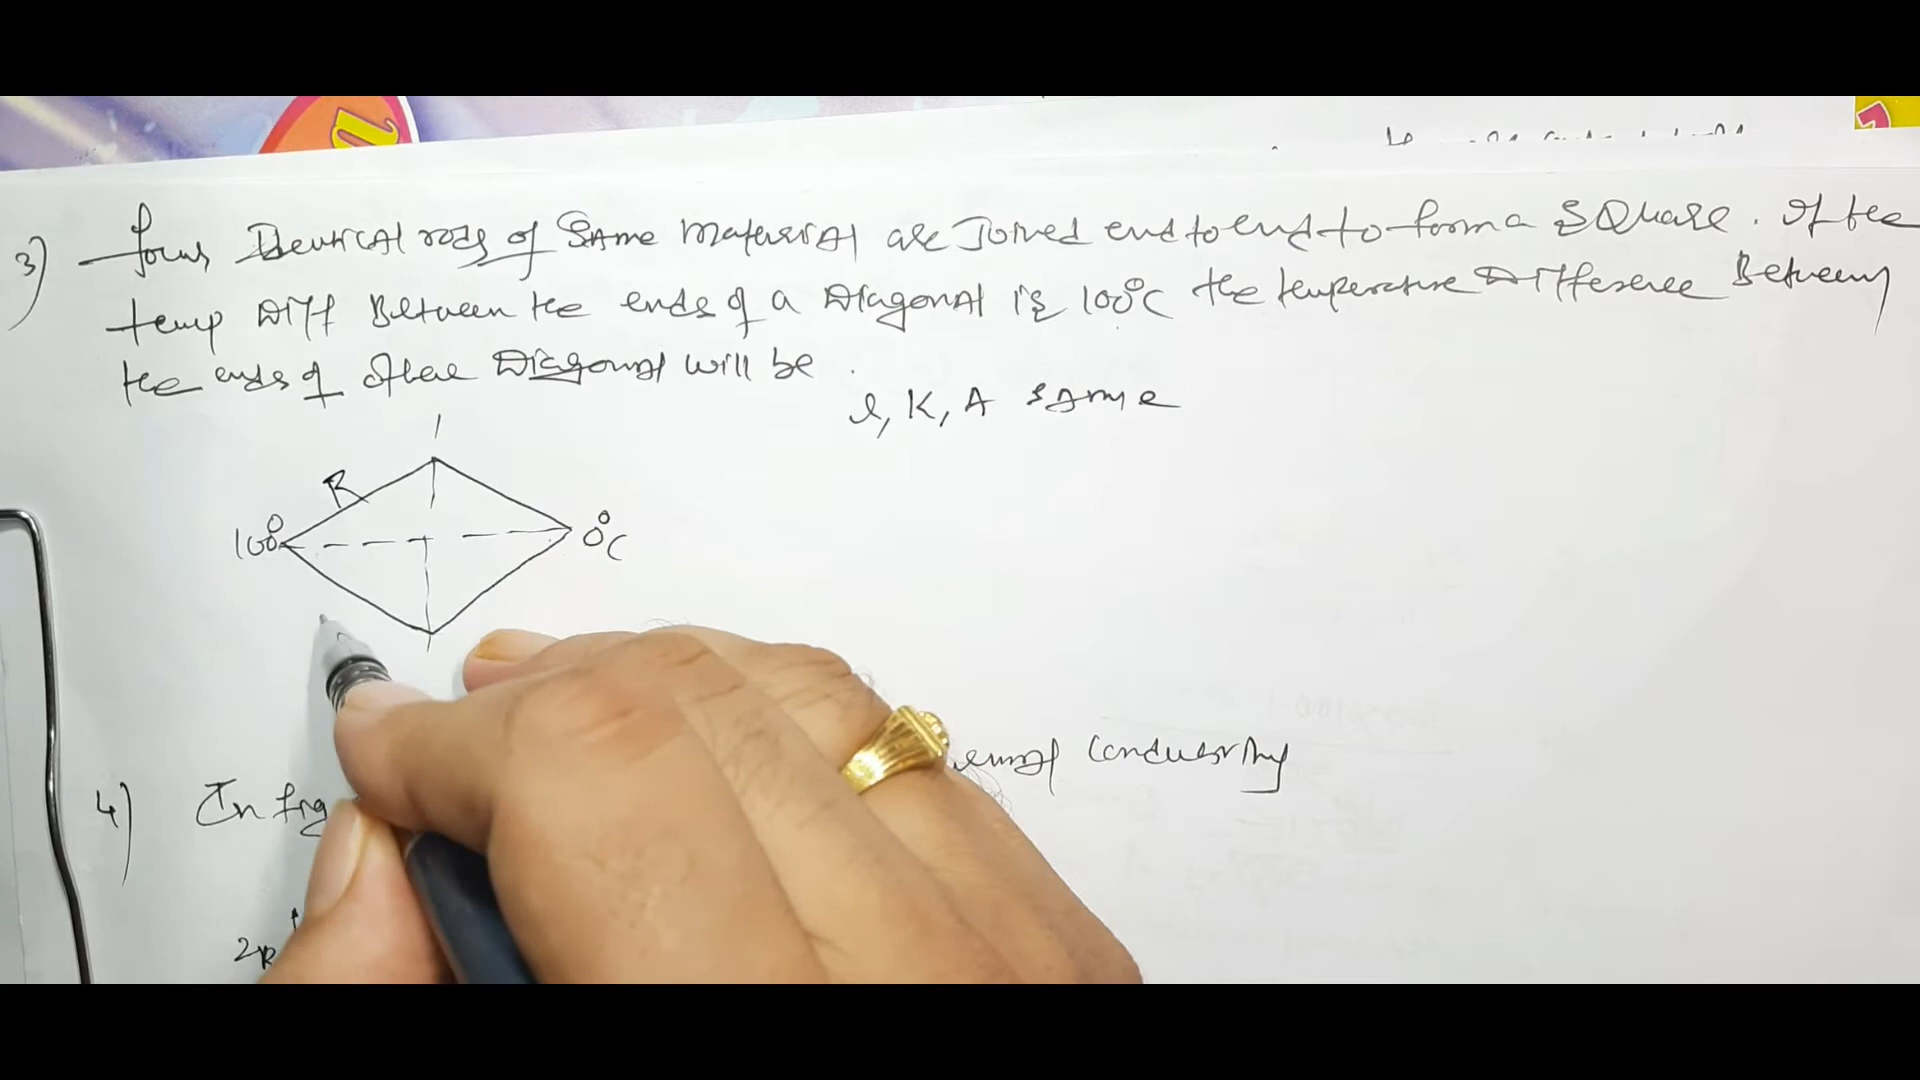 3) four Identical rods of same material are Joined end to end to form a square. If the
temp Diff Between the ends of a Diagonal is 100°C the temperature Difference Between
the ends of other Diagonal will be.
l, K, A same
R
100° 0°C
conductivity
4) In fig
2R